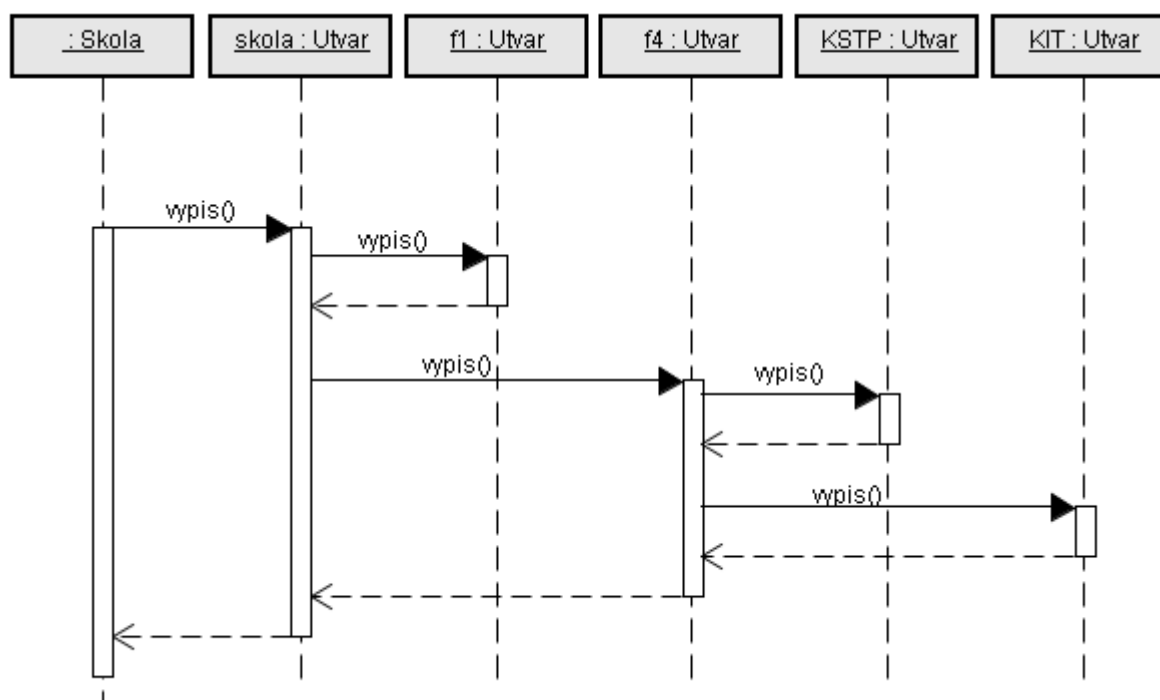 : Skola
skola : Utvar
f1 : Utvar
f4 : Utvar
KSTP : Utvar
KIT : Utvar
vypis()
vypis()
vypis()
vypis()
vypis()